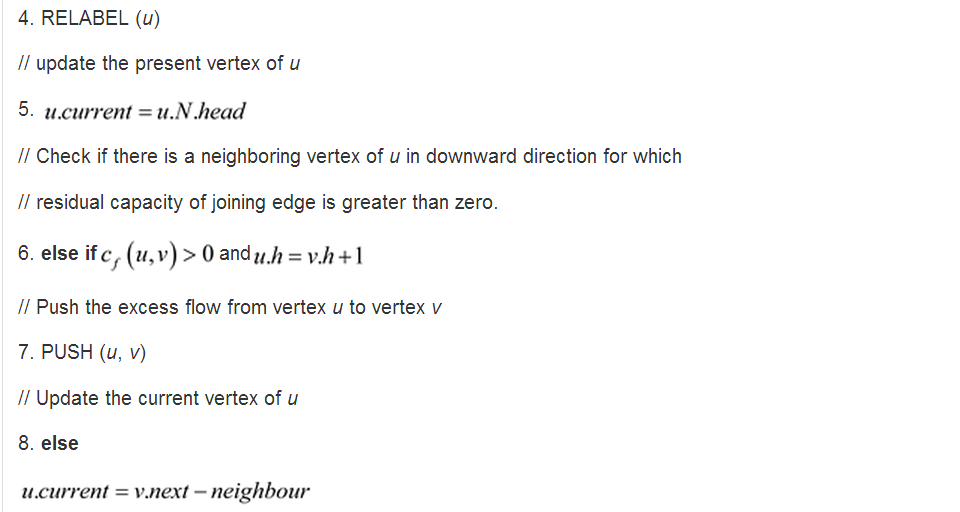 4. RELABEL (u)
// update the present vertex of u
5. u.current = u.N.head
// Check if there is a neighboring vertex of u in downward direction for which
// residual capacity of joining edge is greater than zero.
6. else if c_f (u,v) > 0 and u.h = v.h+1
// Push the excess flow from vertex u to vertex v
7. PUSH (u, v)
// Update the current vertex of u
8. else
u.current = v.next – neighbour